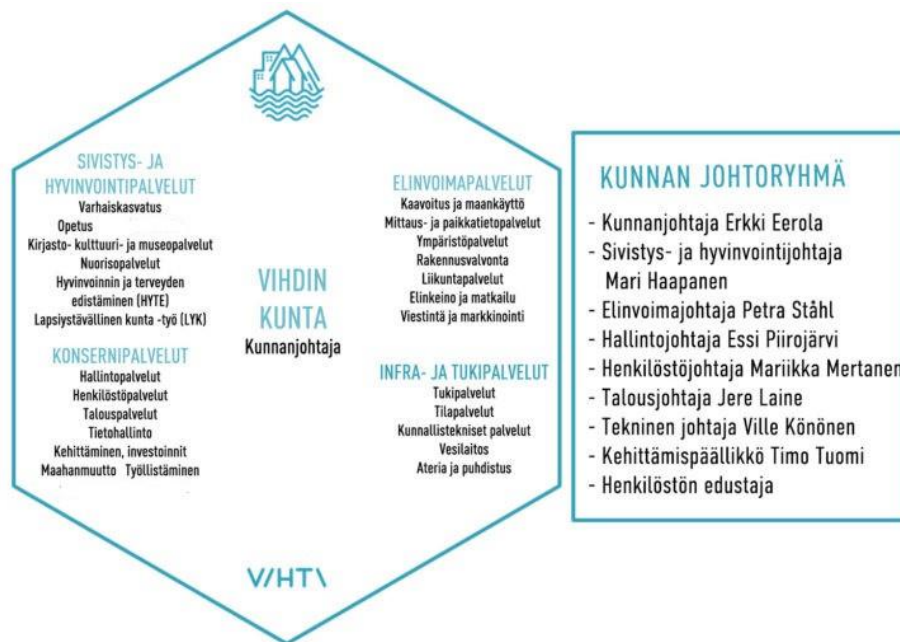 SIVISTYS- JA
HYVINVOINTIPALVELUT
Varhaiskasvatus
Opetus
Kirjasto- kulttuuri- ja museopalvelut
Nuorisopalvelut
Hyvinvoinnin ja terveyden
edistäminen (HYTE)
Lapsiystävällinen kunta -työ (LYK)
KONSERNIPALVELUT
Hallintopalvelut
Henkilöstöpalvelut
Talouspalvelut
Tietohallinto
Kehittäminen, investoinnit
Maahanmuutto Työllistäminen
VIHDIN
KUNTA
Kunnanjohtaja
ELINVOIMAPALVELUT
Kaavoitus ja maankäyttö
Mittaus- ja paikkatietopalvelut
Ympäristöpalvelut
Rakennusvalvonta
Liikuntapalvelut
Elinkeino ja matkailu
Viestintä ja markkinointi
INFRA- JA TUKIPALVELUT
Tukipalvelut
Tilapalvelut
Kunnallistekniset palvelut
Vesilaitos
Ateria ja puhdistus
VIHTI
KUNNAN JOHTORYHMÄ
- Kunnanjohtaja Erkki Eerola
- Sivistys- ja hyvinvointijohtaja
Mari Haapanen
- Elinvoimajohtaja Petra Ståhl
- Hallintojohtaja Essi Piirojärvi
- Henkilöstöjohtaja Mariikka Mertanen
- Talousjohtaja Jere Laine
- Tekninen johtaja Ville Könönen
- Kehittämispäällikkö Timo Tuomi
- Henkilöstön edustaja